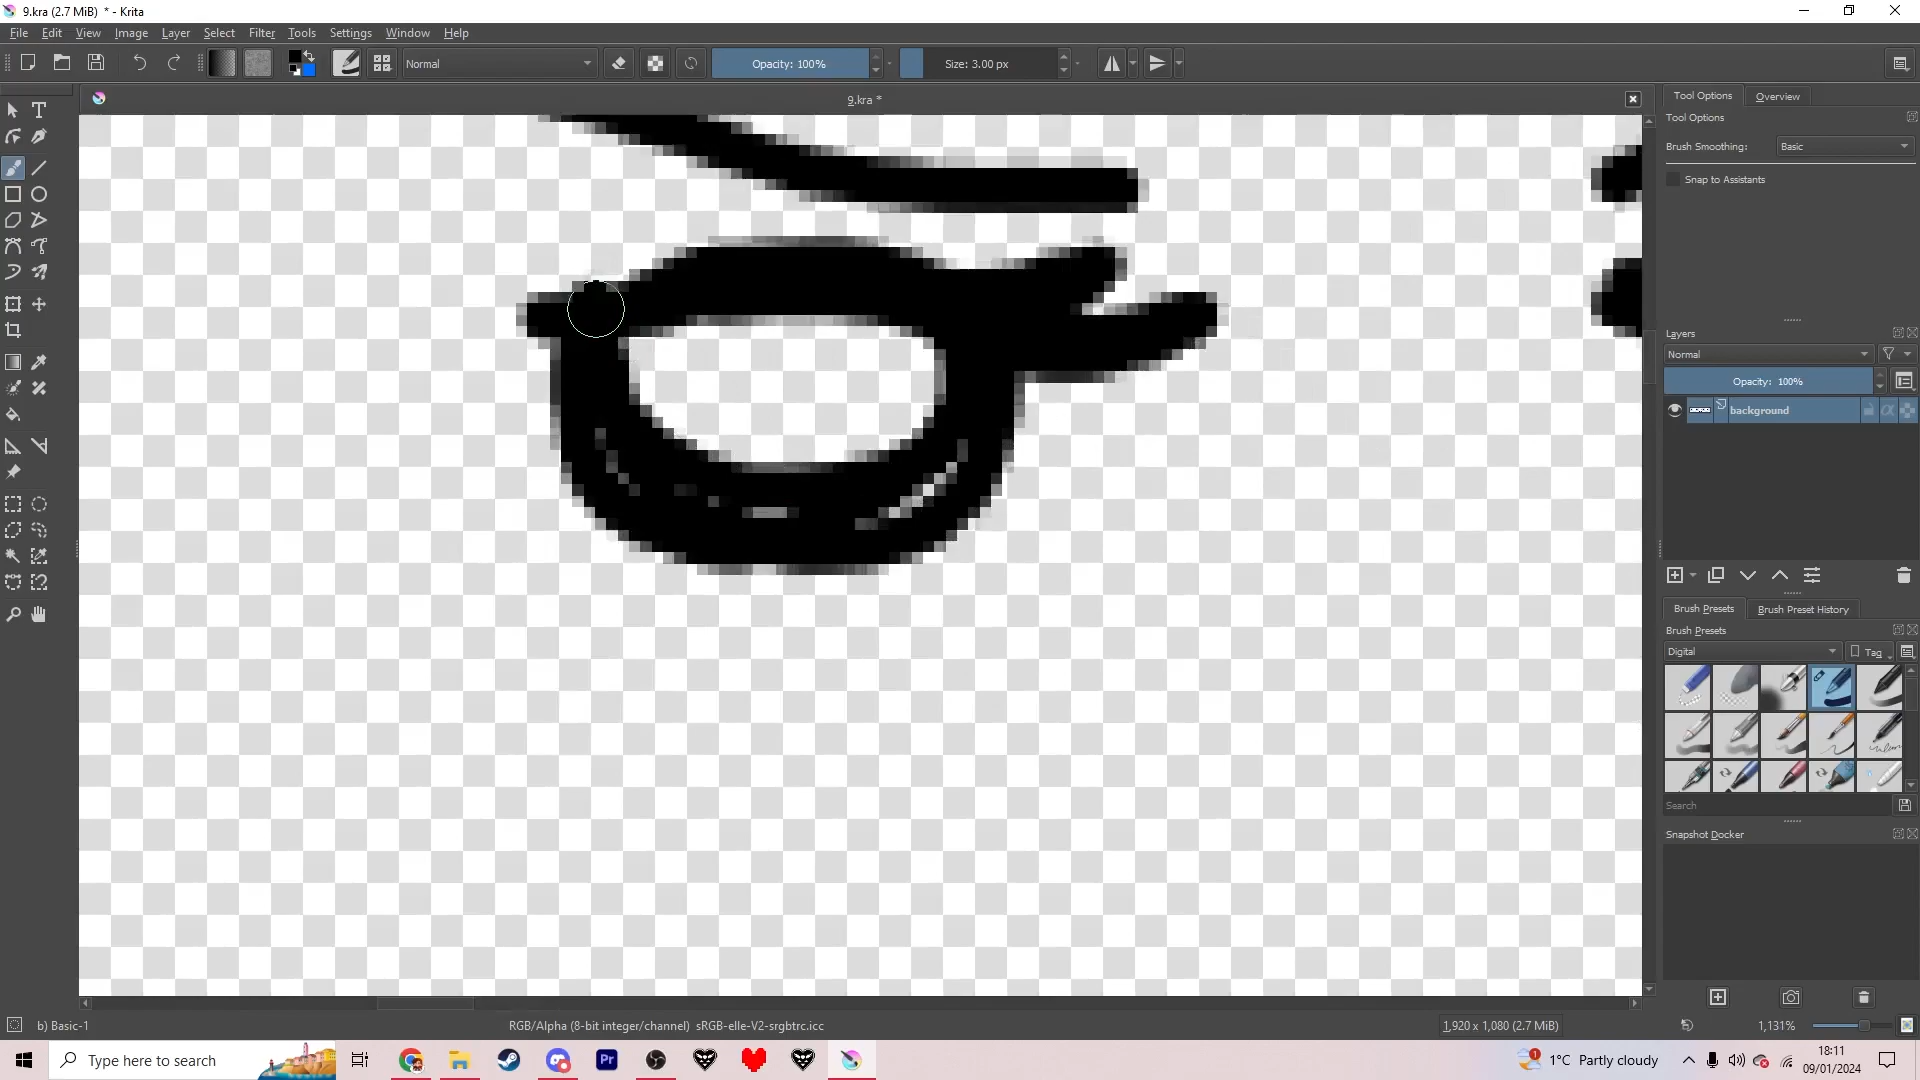 9.kra (2.7 MiB) * - Krita
File Edit View Image Layer Filter Tools Settings Window Help
Normal
Opacity: 100%
Size: 3.00 px
9.kra *
Tool Options
Overview
Tool Options
Brush Smoothing:
Basic
Snap to Assistants
Layers
Normal
Opacity: 100%
background
Brush Presets
Brush Preset History
Brush Presets
Digital
Tag
Search
Snapshot Docker
b) Basic-1
RGB/Alpha (8-bit integer/channel) sRGB-elle-V2-srgbtrc.icc
1,920 x 1,080 (2.7 MiB)
1,131%
Type here to search
Pr
1
1°C Partly cloudy
18:11
09/01/2024